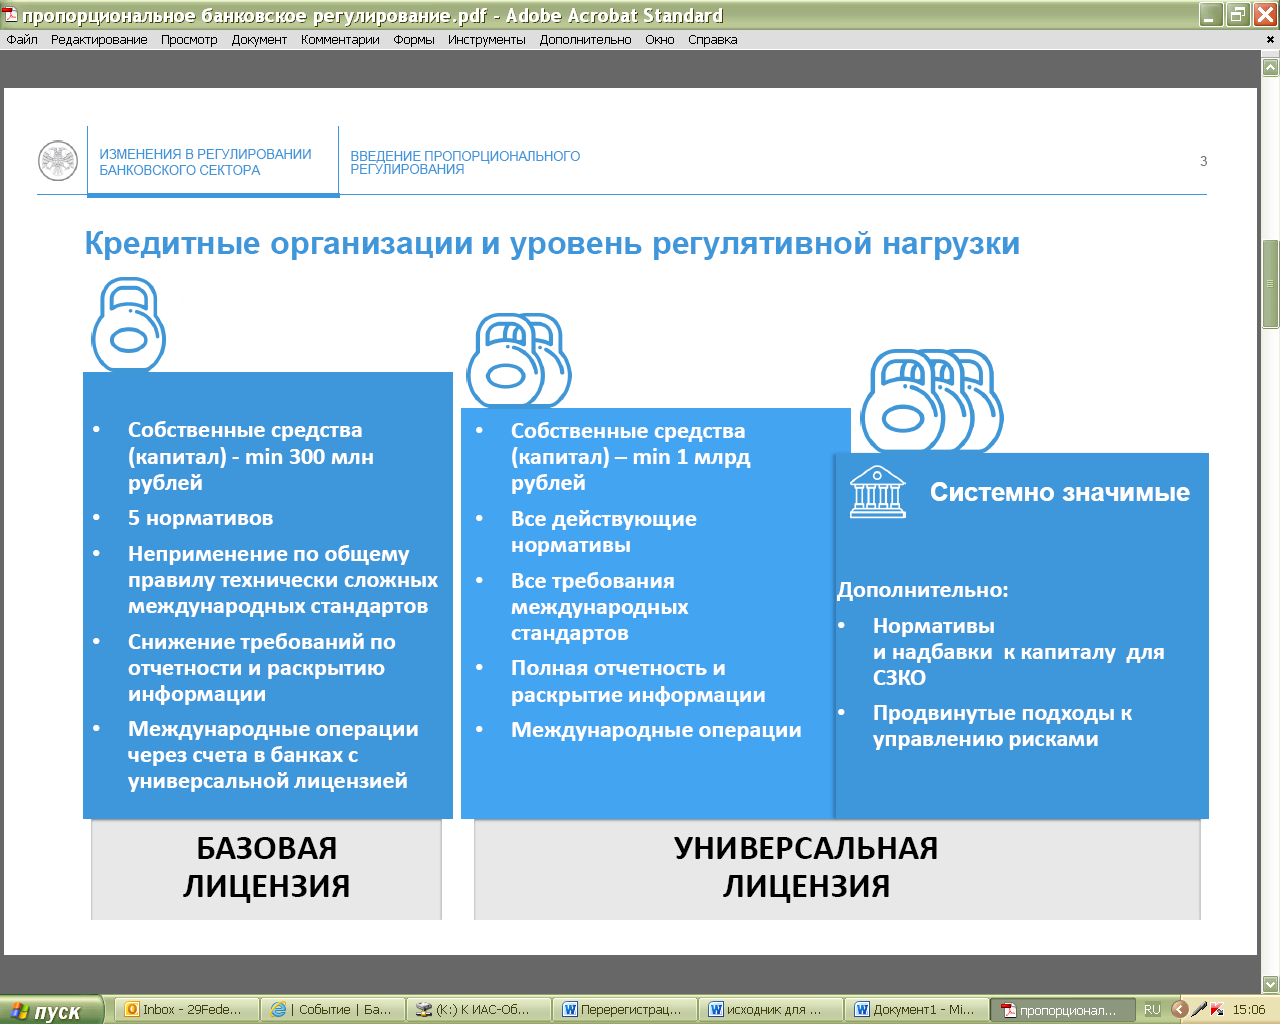 пропорциональное банковское регулирование.pdf - Adobe Acrobat Standard
Файл Редактирование Просмотр Документ Комментарии Формы Инструменты Дополнительно Окно Справка
ИЗМЕНЕНИЯ В РЕГУЛИРОВАНИИ
БАНКОВСКОГО СЕКТОРА
ВВЕДЕНИЕ ПРОПОРЦИОНАЛЬНОГО
РЕГУЛИРОВАНИЯ
3
Кредитные организации и уровень регулятивной нагрузки
• Собственные средства
(капитал) - min 300 млн
рублей
• 5 нормативов
• Неприменение по общему
правилу технически сложных
международных стандартов
• Снижение требований по
отчетности и раскрытию
информации
• Международные операции
через счета в банках с
универсальной лицензией
БАЗОВАЯ
ЛИЦЕНЗИЯ
• Собственные средства
(капитал) – min 1 млрд
рублей
• Все действующие
нормативы
• Все требования
международных
стандартов
• Полная отчетность и
раскрытие информации
• Международные операции
Системно значимые
Дополнительно:
• Нормативы
и надбавки к капиталу для
СЗКО
• Продвинутые подходы к
управлению рисками
УНИВЕРСАЛЬНАЯ
ЛИЦЕНЗИЯ
пуск Inbox - 29Fede... | Событие | Ба... (K:) К ИАС-Об... Перерегистрац... исходник для ... Документ1 - Mi... пропорционал... RU 15:06